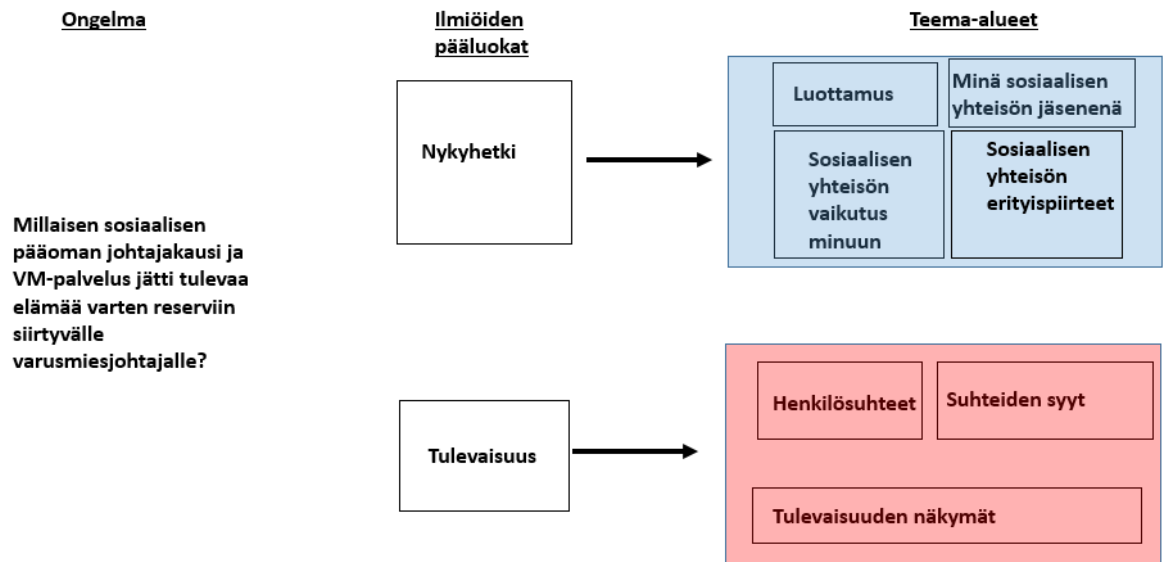 Ongelma
Ilmiöiden
pääluokat
Teema-alueet
Millaisen sosiaalisen
pääoman johtajakausi ja
VM-palvelus jätti tulevaa
elämää varten reserviin
siirtyvälle
varusmiesjohtajalle?
Nykyhetki
Luottamus
Minä sosiaalisen
yhteisön jäsenenä
Sosiaalisen
yhteisön
vaikutus
minuun
Sosiaalisen
yhteisön
erityispiirteet
Tulevaisuus
Henkilösuhteet
Suhteiden syyt
Tulevaisuuden näkymät